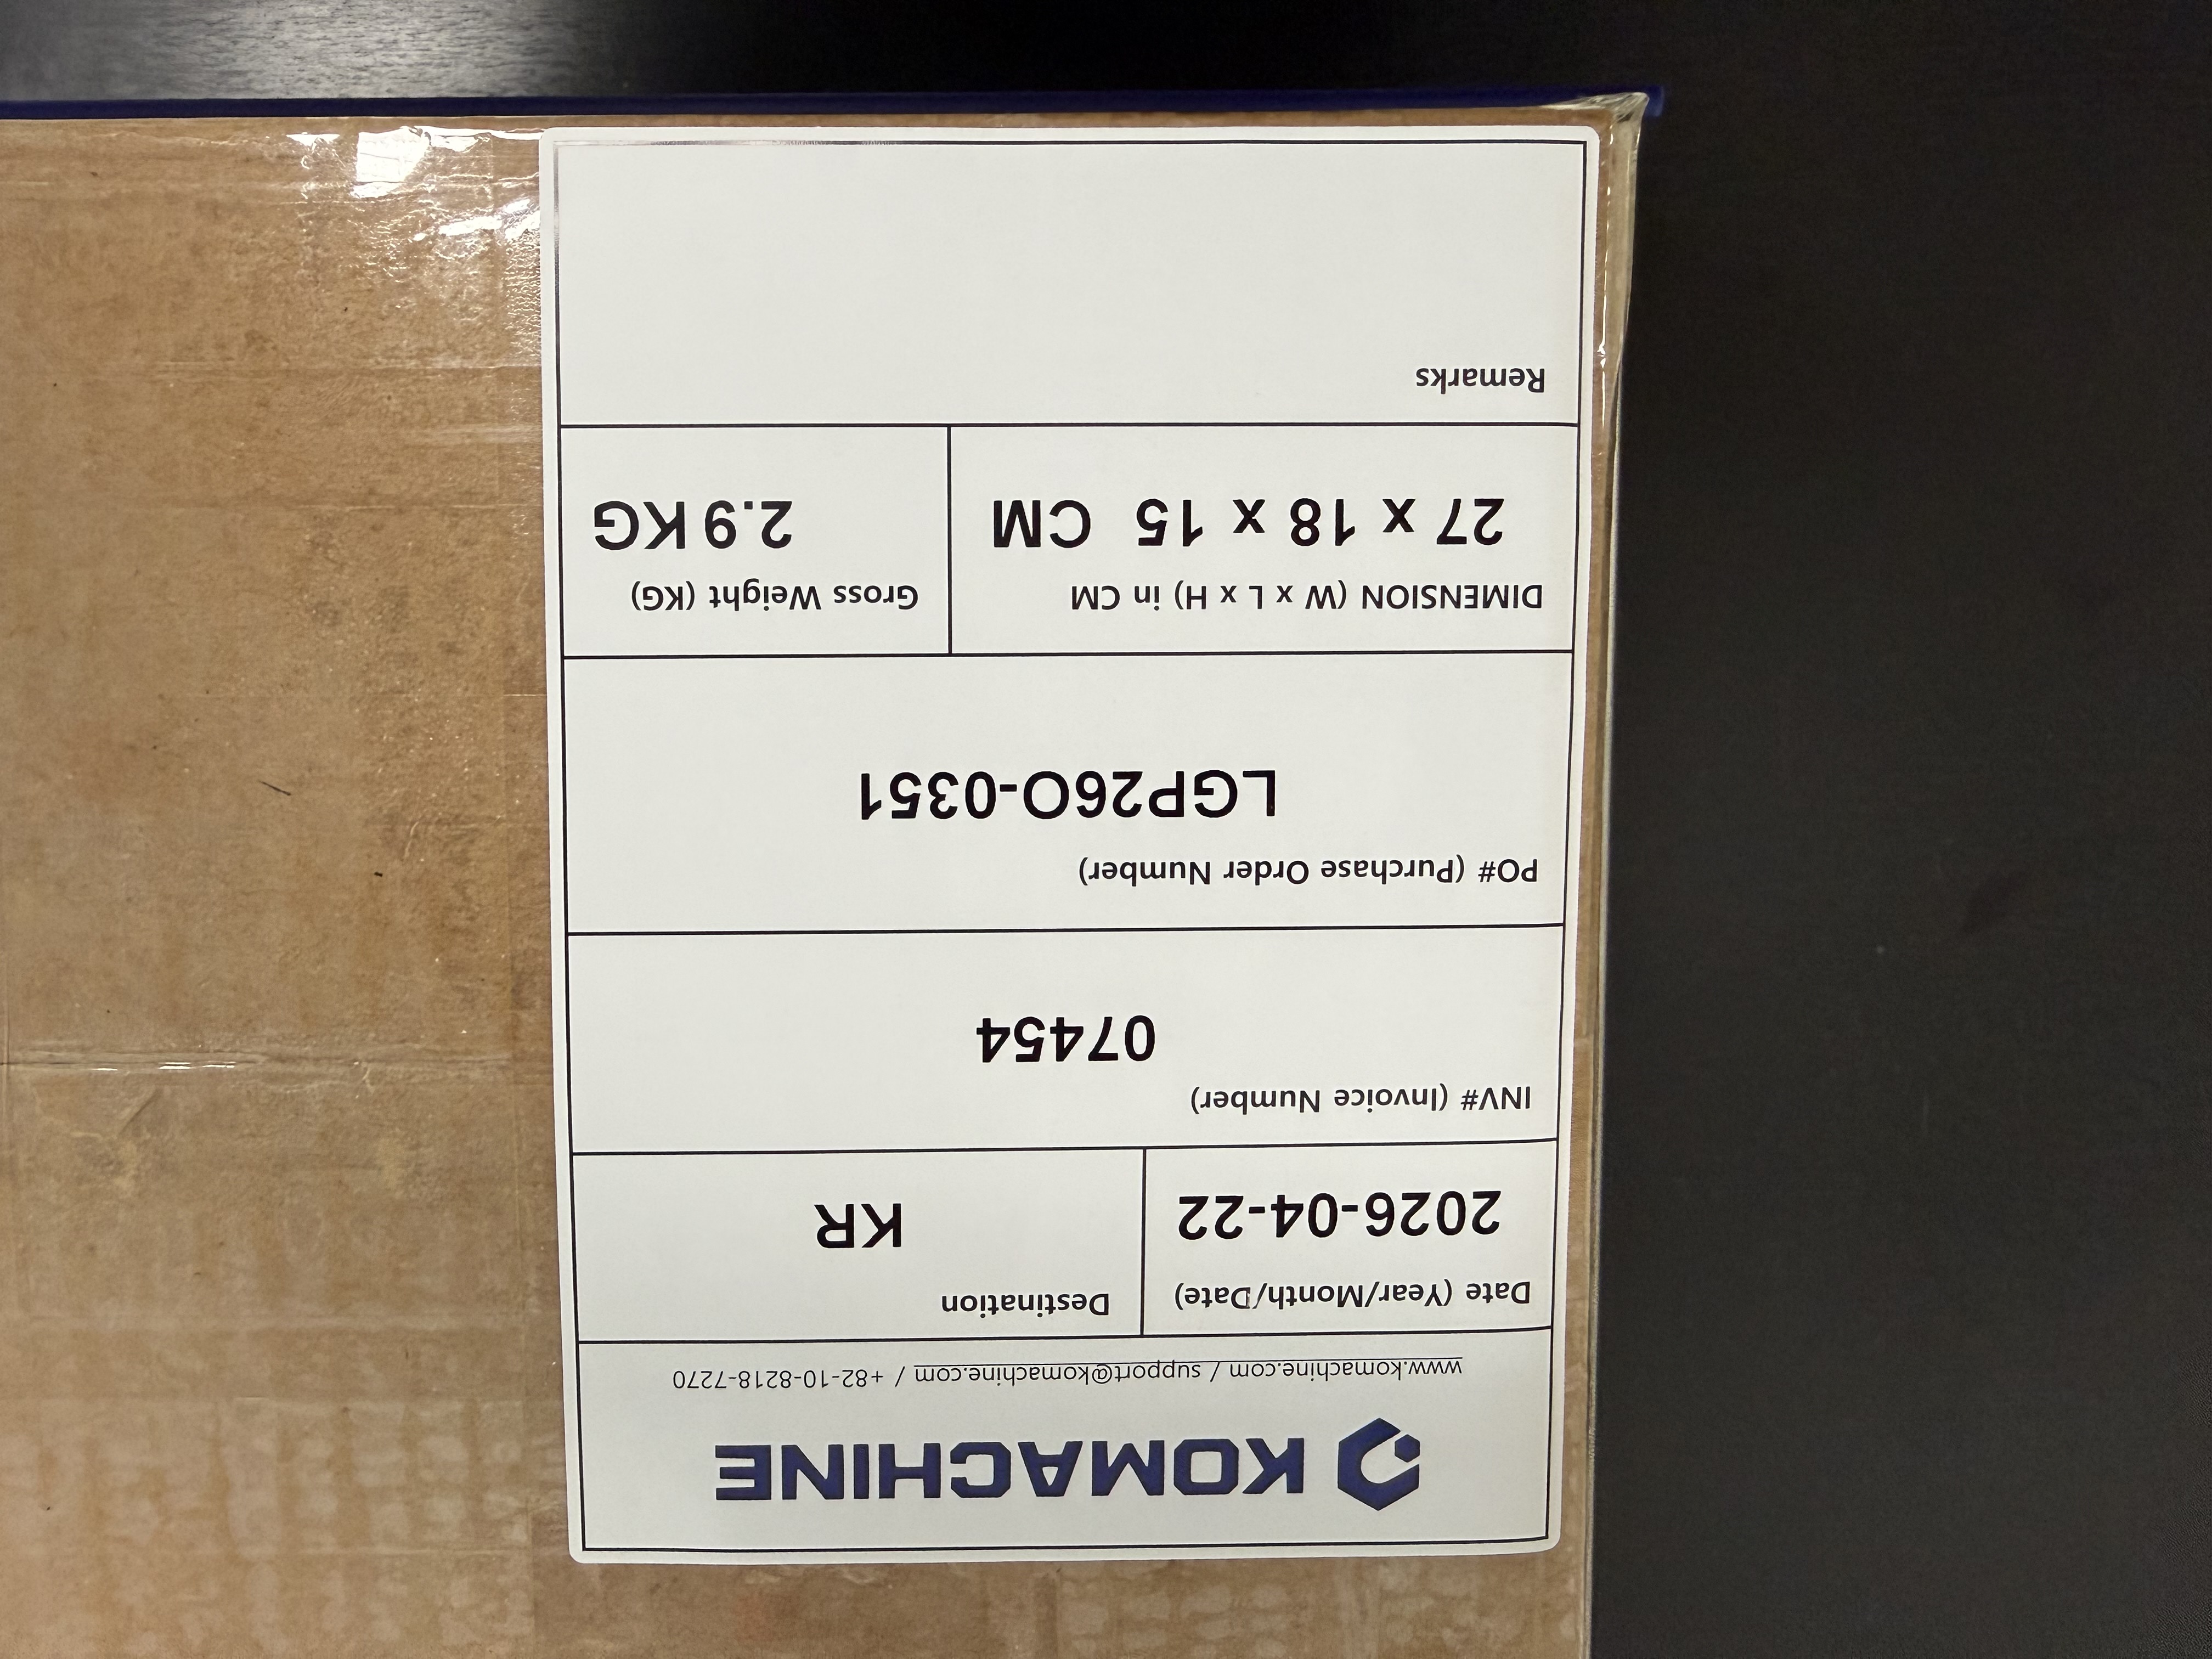 KOMACHINE
www.komachine.com / support@komachine.com / +82-10-8218-7270
Date (Year/Month/Date)
2026-04-22
Destination
KR
INV# (Invoice Number)
07454
PO# (Purchase Order Number)
LGP26O-0351
DIMENSION (W x L x H) in CM
27 x 18 x 15 CM
Gross Weight (KG)
2.9 KG
Remarks